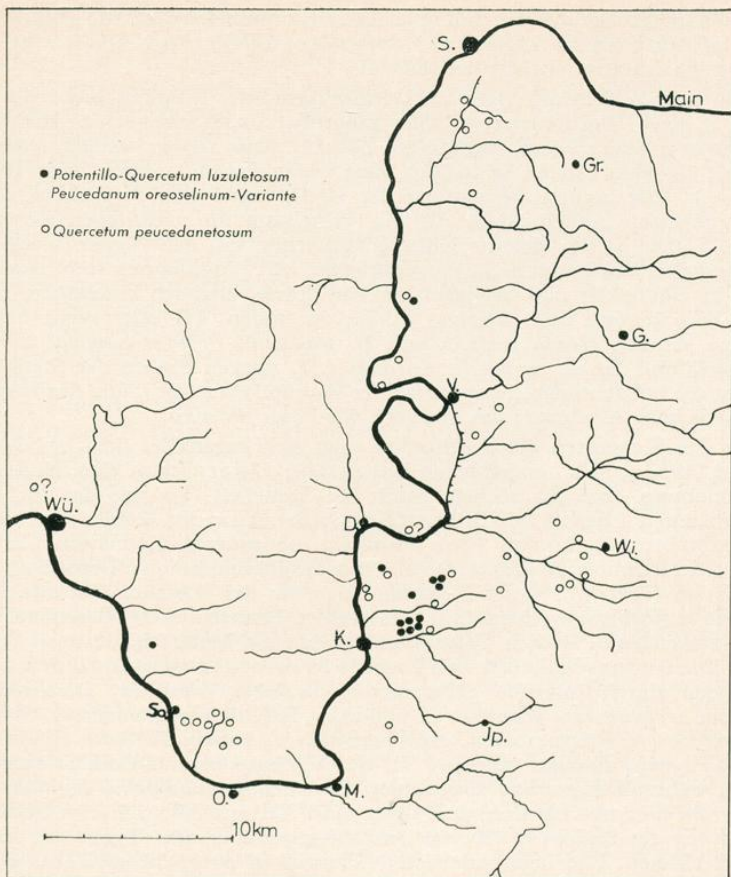 S.
Main
Potentillo-Quercetum luzuletosum
Peucedanum oreoselinum-Variante
Gr.
Quercetum peucedanetosum
G.
V.
?
Wü.
D.
?
Wi.
K.
So.
Jp.
O.
M.
10km